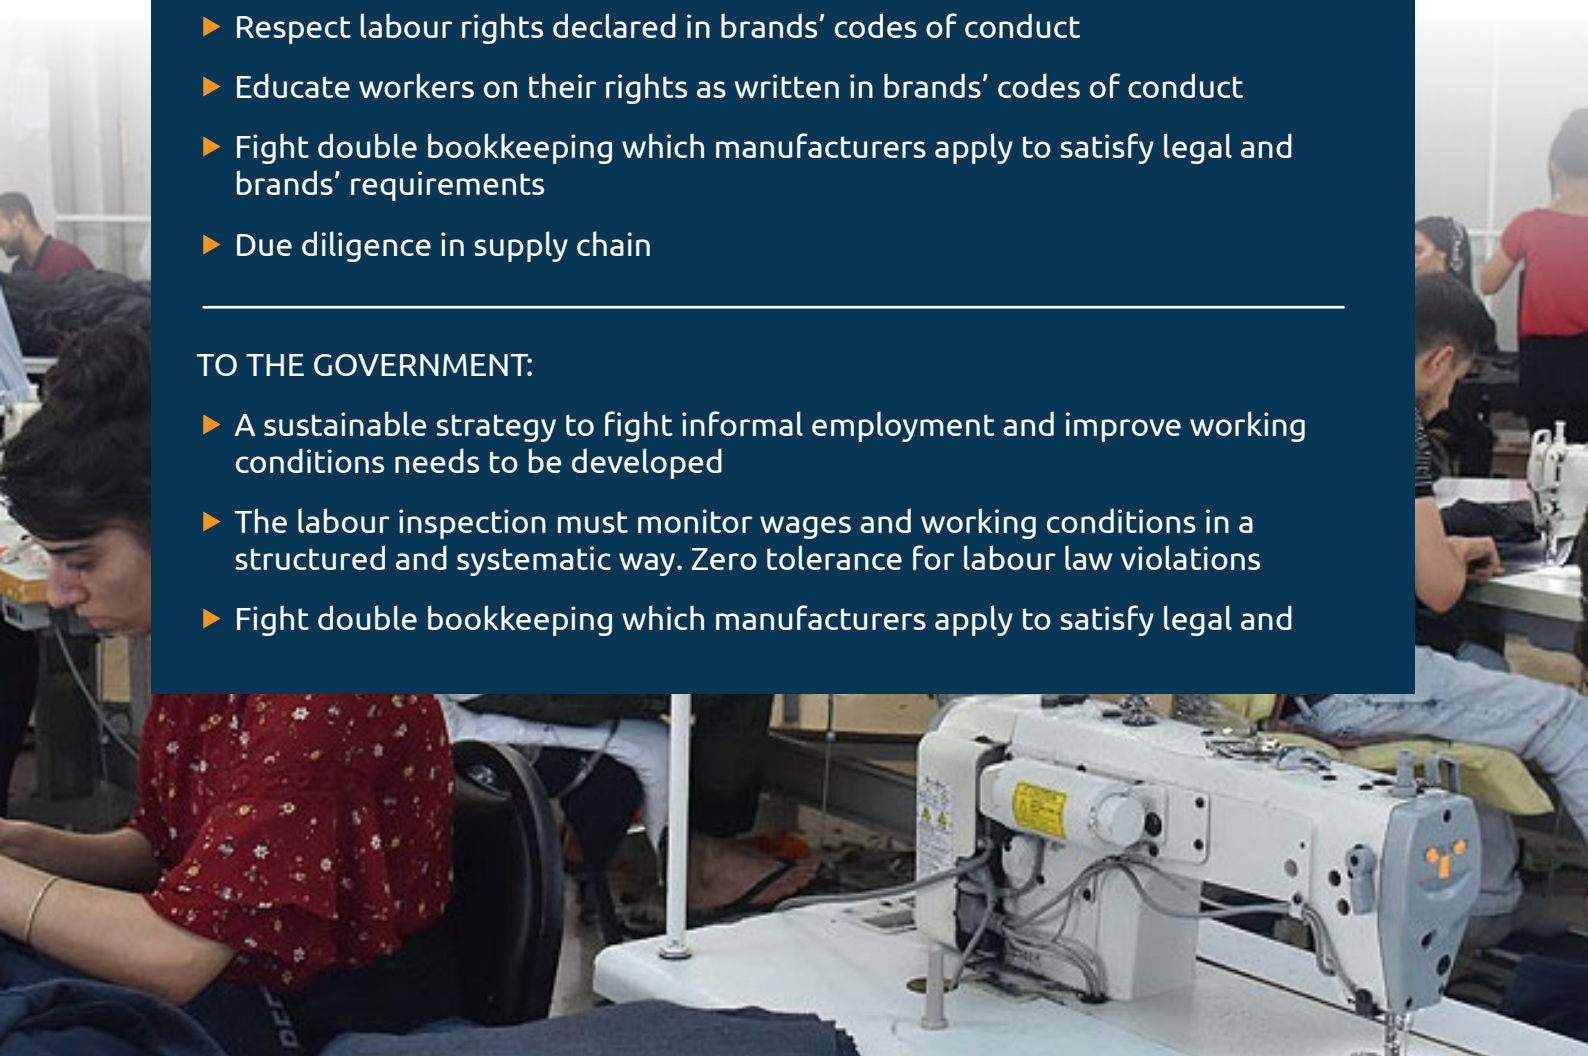 Respect labour rights declared in brands’ codes of conduct
Educate workers on their rights as written in brands’ codes of conduct
Fight double bookkeeping which manufacturers apply to satisfy legal and
brands’ requirements
Due diligence in supply chain
TO THE GOVERNMENT:
A sustainable strategy to fight informal employment and improve working
conditions needs to be developed
The labour inspection must monitor wages and working conditions in a
structured and systematic way. Zero tolerance for labour law violations
Fight double bookkeeping which manufacturers apply to satisfy legal and